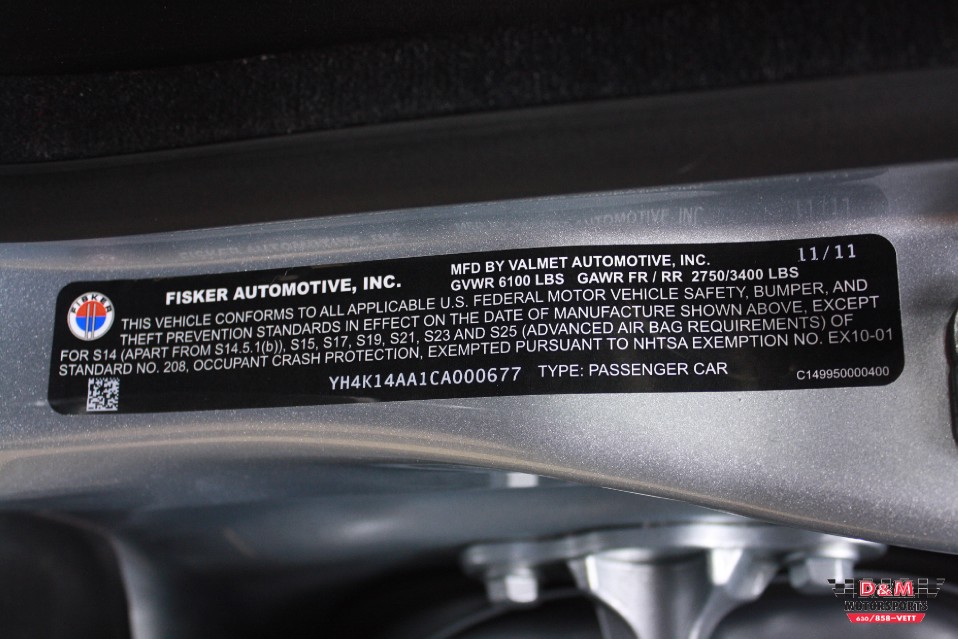 FISKER
FISKER AUTOMOTIVE, INC.
MFD BY VALMET AUTOMOTIVE, INC. 11/11
GVWR 6100 LBS GAWR FR / RR 2750/3400 LBS
THIS VEHICLE CONFORMS TO ALL APPLICABLE U.S. FEDERAL MOTOR VEHICLE SAFETY, BUMPER, AND
THEFT PREVENTION STANDARDS IN EFFECT ON THE DATE OF MANUFACTURE SHOWN ABOVE, EXCEPT
FOR S14 (APART FROM S14.5.1(b)), S15, S17, S19, S21, S23 AND S25 (ADVANCED AIR BAG REQUIREMENTS) OF
STANDARD NO. 208, OCCUPANT CRASH PROTECTION, EXEMPTED PURSUANT TO NHTSA EXEMPTION NO. EX10-01
YH4K14AA1CA000677 TYPE: PASSENGER CAR
C149950000400
D&M
MOTORSPORTS
630/858-VETT